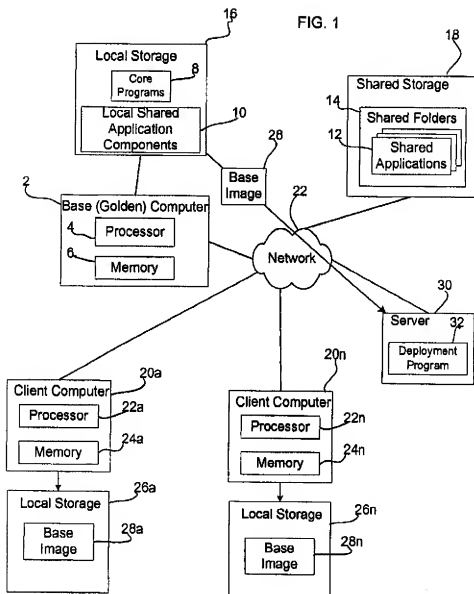 FIG. 1
16
Local Storage
8
Core
Programs
Local Shared
Application
Components
10
18
Shared Storage
14
Shared Folders
12
Shared
Applications
28
Base
Image
2
Base (Golden) Computer
4
Processor
6
Memory
22
Network
30
Server
32
Deployment
Program
20a
Client Computer
Processor
22a
Memory
24a
26a
Local Storage
Base
Image
28a
20n
Client Computer
Processor
22n
Memory
24n
26n
Local Storage
Base
Image
28n